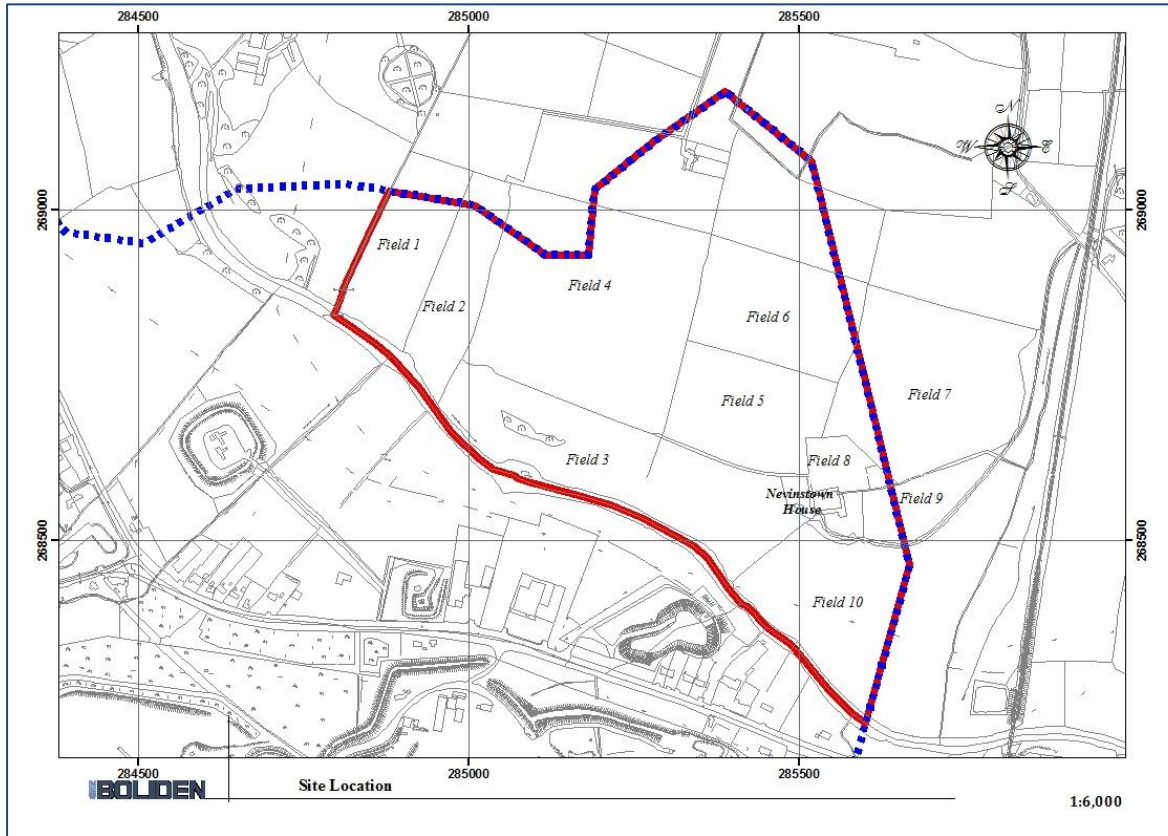 284500
285000
285500
269000
269000
N
W
E
S
Field 1
Field 2
Field 4
Field 6
Field 5
Field 7
Field 3
Field 8
Nevinstown
House
Field 9
268500
268500
Field 10
284500
285000
285500
BOLIDEN
Site Location
1:6,000